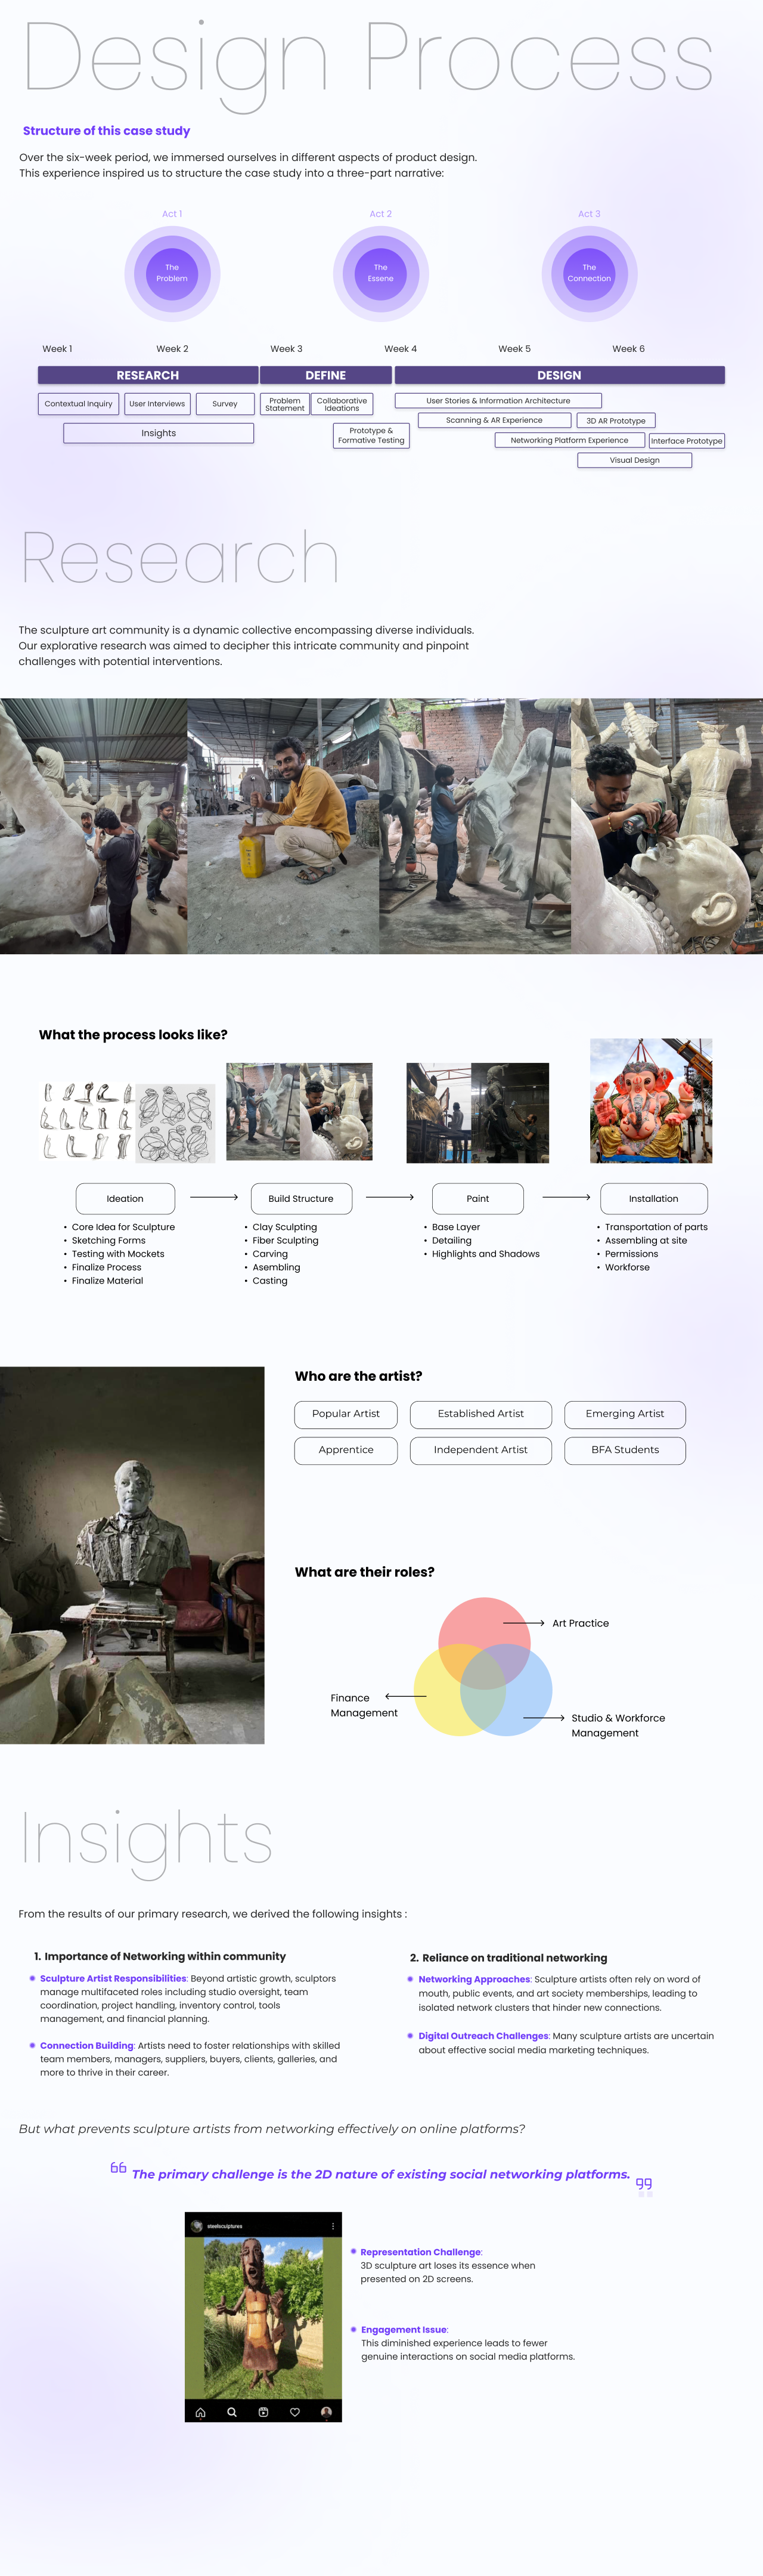 Design Process
Structure of this case study
Over the six-week period, we immersed ourselves in different aspects of product design.
This experience inspired us to structure the case study into a three-part narrative:
Act 1
Act 2
Act 3
The
Problem
The
Essene
The
Connection
Week 1
Week 2
Week 3
Week 4
Week 5
Week 6
RESEARCH
DEFINE
DESIGN
Contextual Inquiry
User Interviews
Survey
Insights
Problem
Statement
Collaborative
Ideations
Prototype &
Formative Testing
User Stories & Information Architecture
Scanning & AR Experience
3D AR Prototype
Networking Platform Experience
Interface Prototype
Visual Design
Research
The sculpture art community is a dynamic collective encompassing diverse individuals.
Our explorative research was aimed to decipher this intricate community and pinpoint
challenges with potential interventions.
What the process looks like?
Ideation
Build Structure
Paint
Installation
• Core Idea for Sculpture
• Sketching Forms
• Testing with Mockets
• Finalize Process
• Finalize Material
• Clay Sculpting
• Fiber Sculpting
• Carving
• Asembling
• Casting
• Base Layer
• Detailing
• Highlights and Shadows
• Transportation of parts
• Assembling at site
• Permissions
• Workforse
Who are the artist?
Popular Artist
Established Artist
Emerging Artist
Apprentice
Independent Artist
BFA Students
What are their roles?
Art Practice
Finance
Management
Studio & Workforce
Management
Insights
From the results of our primary research, we derived the following insights :
1. Importance of Networking within community
Sculpture Artist Responsibilities: Beyond artistic growth, sculptors
manage multifaceted roles including studio oversight, team
coordination, project handling, inventory control, tools
management, and financial planning.
Connection Building: Artists need to foster relationships with skilled
team members, managers, suppliers, buyers, clients, galleries, and
more to thrive in their career.
2. Reliance on traditional networking
Networking Approaches: Sculpture artists often rely on word of
mouth, public events, and art society memberships, leading to
isolated network clusters that hinder new connections.
Digital Outreach Challenges: Many sculpture artists are uncertain
about effective social media marketing techniques.
But what prevents sculpture artists from networking effectively on online platforms?
The primary challenge is the 2D nature of existing social networking platforms.
steelsculptures
Representation Challenge:
3D sculpture art loses its essence when
presented on 2D screens.
Engagement Issue:
This diminished experience leads to fewer
genuine interactions on social media platforms.